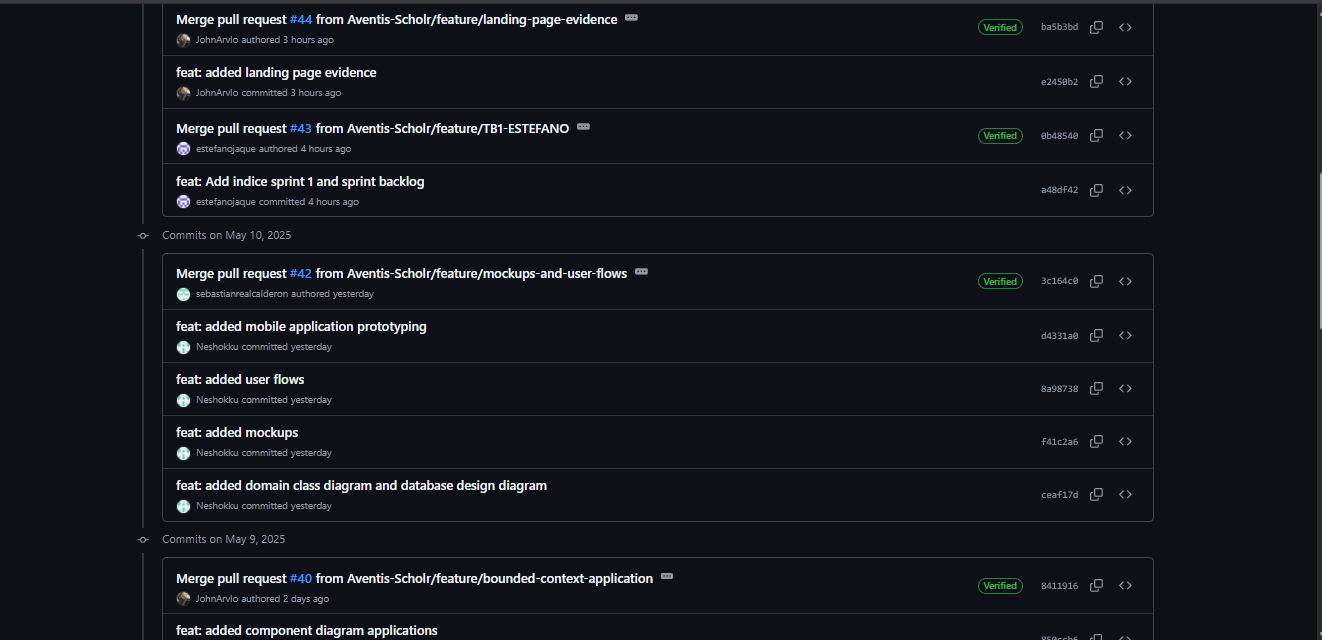 Merge pull request #44 from Aventis-Scholr/feature/landing-page-evidence
JohnArvlo authored 3 hours ago
Verified
ba5b3bd
feat: added landing page evidence
JohnArvlo committed 3 hours ago
e2450b2
Merge pull request #43 from Aventis-Scholr/feature/TB1-ESTEFANO
estefanojaque authored 4 hours ago
Verified
0b48540
feat: Add indice sprint 1 and sprint backlog
estefanojaque committed 4 hours ago
a48df42
Commits on May 10, 2025
Merge pull request #42 from Aventis-Scholr/feature/mockups-and-user-flows
sebastianrealcalderon authored yesterday
Verified
3c164c0
feat: added mobile application prototyping
Neshokku committed yesterday
d4331a0
feat: added user flows
Neshokku committed yesterday
8a98738
feat: added mockups
Neshokku committed yesterday
f41c2a6
feat: added domain class diagram and database design diagram
Neshokku committed yesterday
ceaf17d
Commits on May 9, 2025
Merge pull request #40 from Aventis-Scholr/feature/bounded-context-application
JohnArvlo authored 2 days ago
Verified
8411916
feat: added component diagram applications